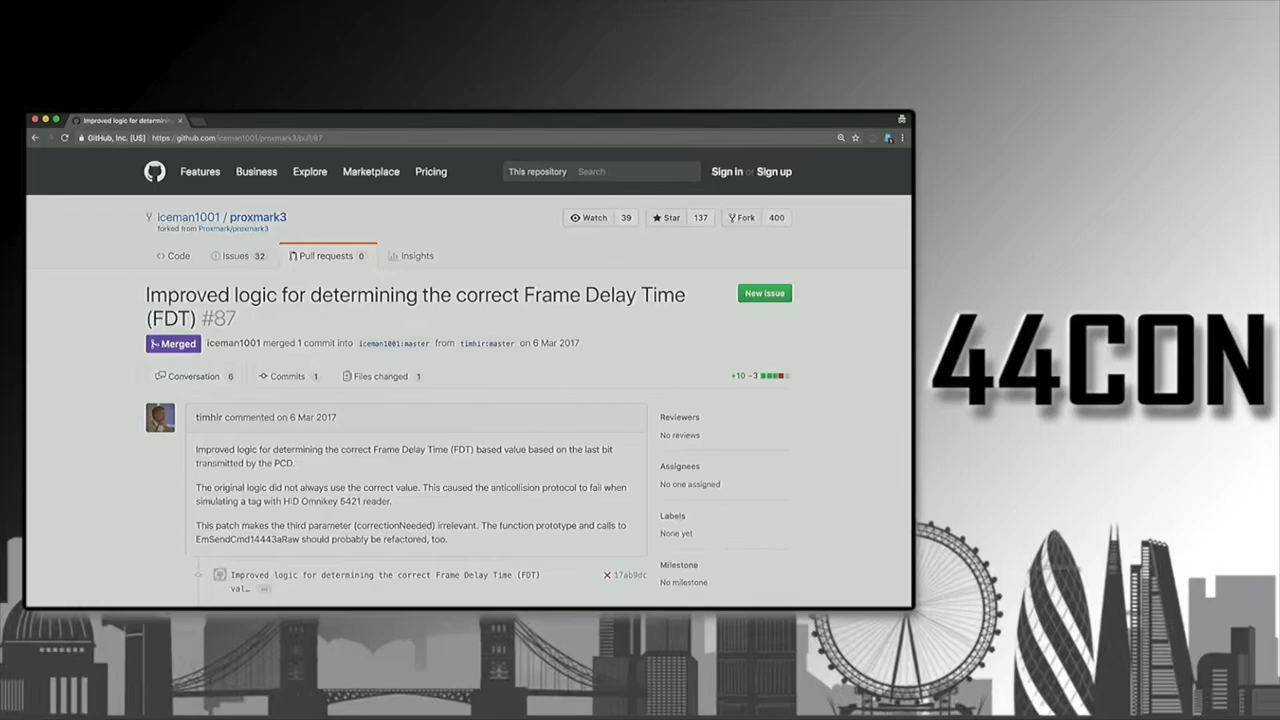 Improved logic for determinin
GitHub, Inc. [US]
https://github.com/iceman1001/proxmark3/pull/87
Features Business Explore Marketplace Pricing This repository Search Sign in or Sign up
iceman1001 / proxmark3 Watch 39 Star 137 Fork 400
forked from Proxmark/proxmark3
<> Code Issues 32 Pull requests 0 Insights
Improved logic for determining the correct Frame Delay Time New Issue
(FDT) #87
Merged iceman1001 merged 1 commit into iceman1001:master from timhir:master on 6 Mar 2017
Conversation 6 Commits 1 Files changed 1 +10 −3
timhir commented on 6 Mar 2017
Improved logic for determining the correct Frame Delay Time (FDT) based value based on the last bit
transmitted by the PCD.
The original logic did not always use the correct value. This caused the anticollision protocol to fail when
simulating a tag with HID Omnikey 5421 reader.
This patch makes the third parameter (correctionNeeded) irrelevant. The function prototype and calls to
EmSendCmd14443aRaw should probably be refactored, too.
Improved logic for determining the correct Frame Delay Time (FDT) 17ab9dc
val… …
Reviewers
No reviews
Assignees
No one assigned
Labels
None yet
Milestone
No milestone
44CON